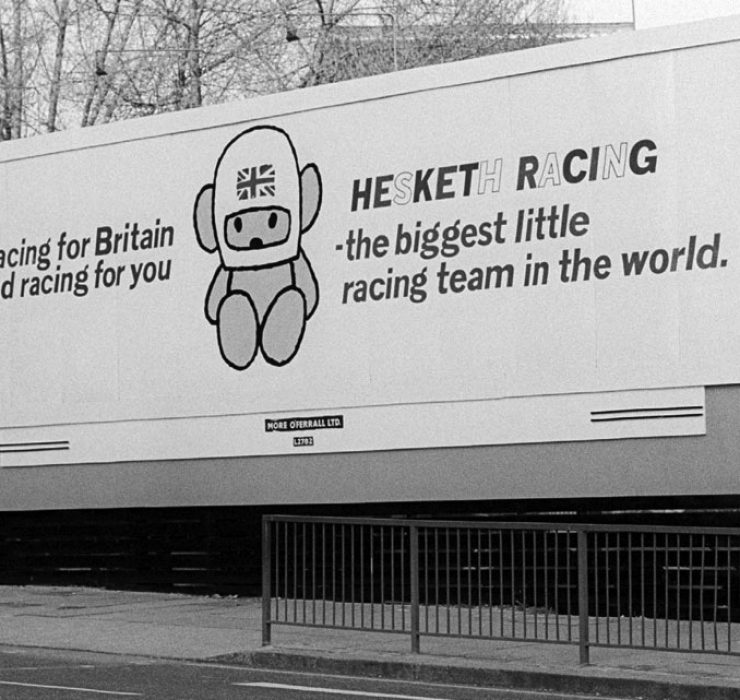 acing for Britain
d racing for you
HESKETH RACING
-the biggest little
racing team in the world.
MORE O'FERRALL LTD.
L2782